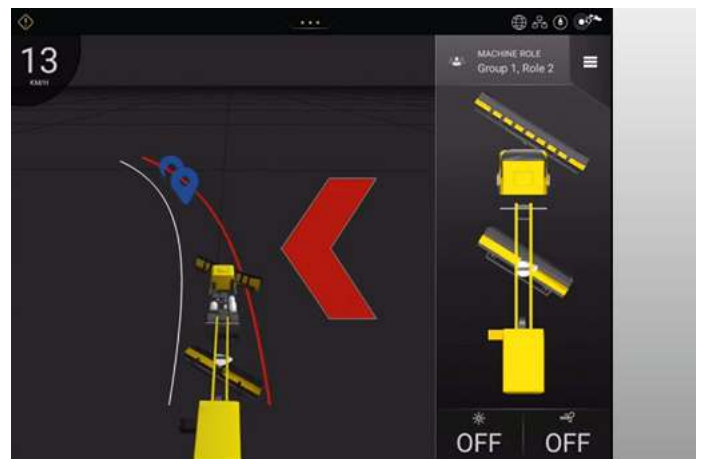 13
KM/H
MACHINE ROLE
Group 1, Role 2
OFF
OFF